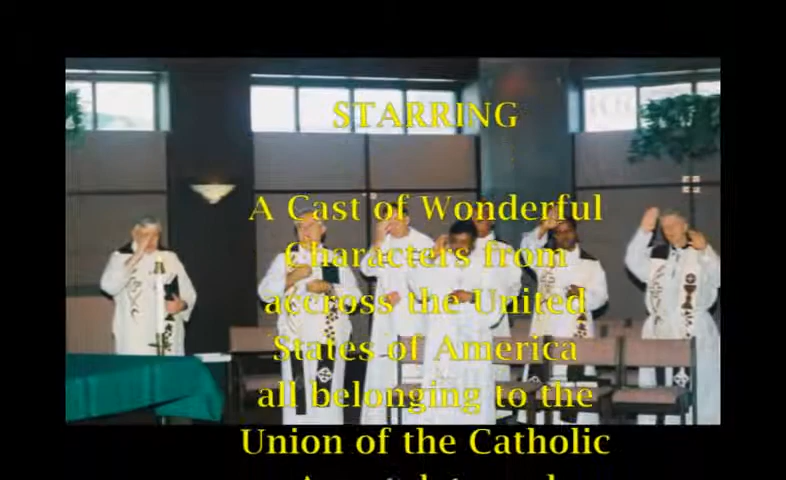 STARRING
A Cast of Wonderful
Characters from
accross the United
States of America
all belonging to the
Union of the Catholic